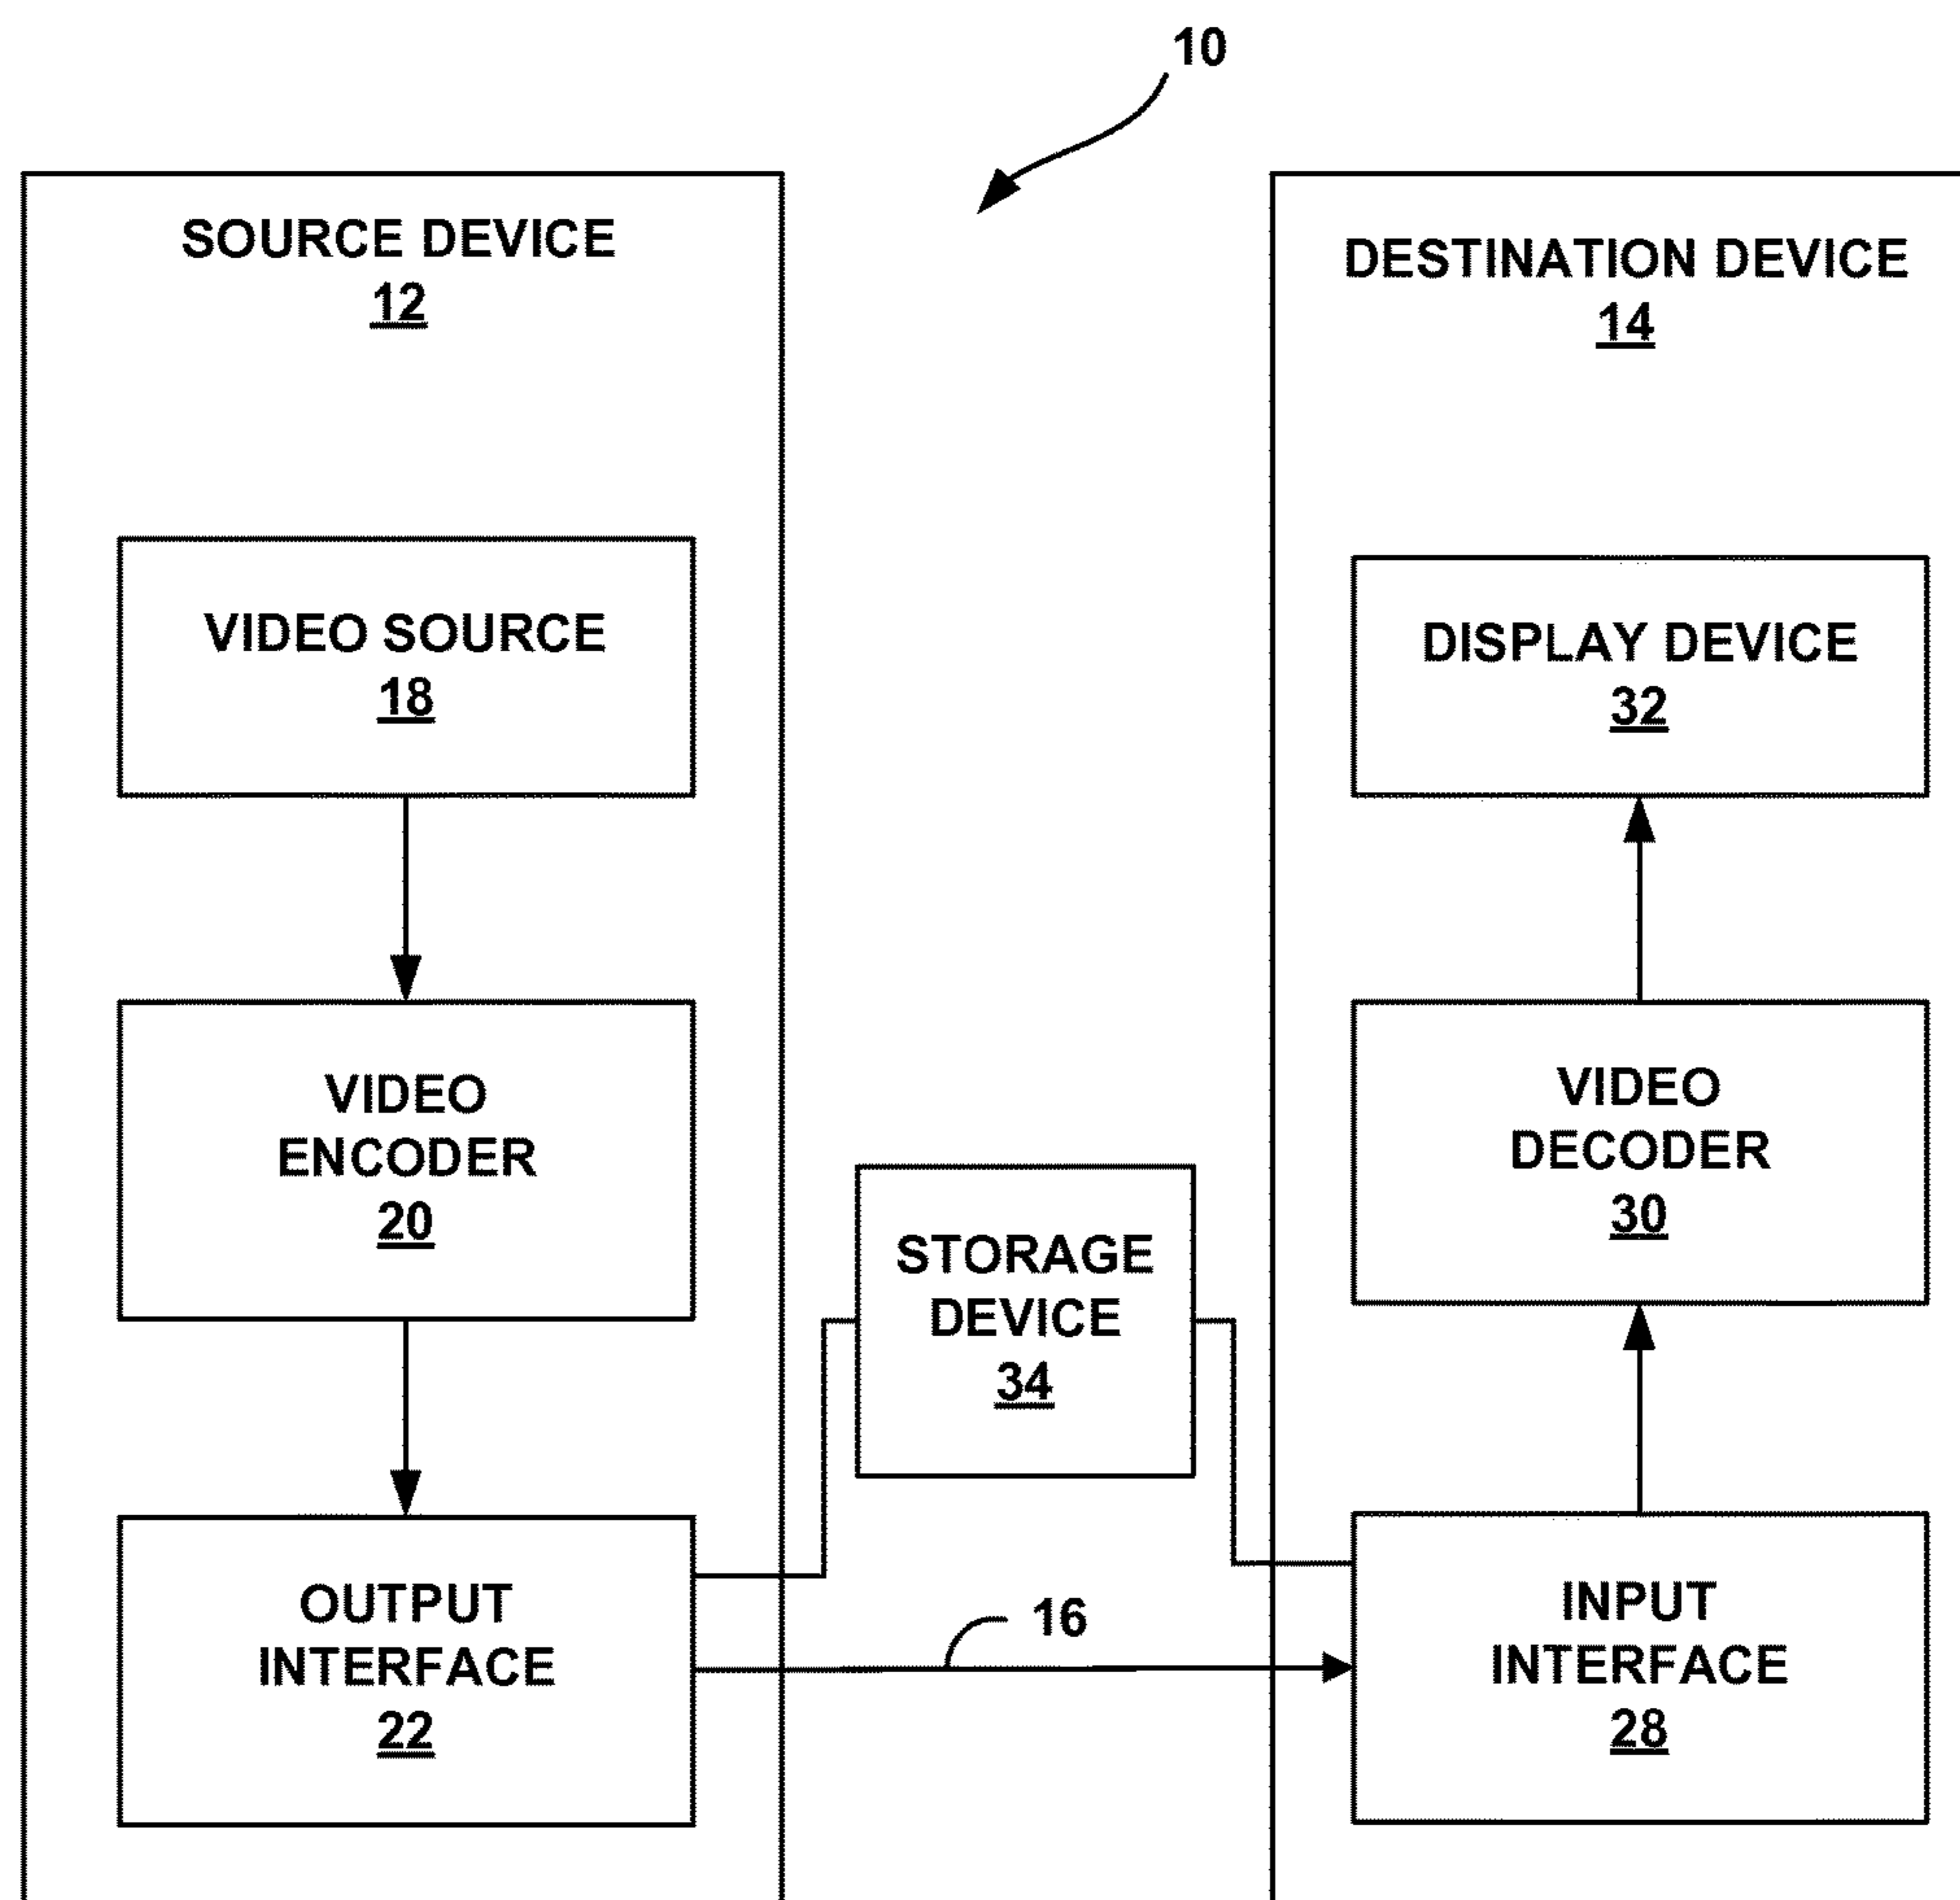 10
SOURCE DEVICE
12
VIDEO SOURCE
18
VIDEO
ENCODER
20
OUTPUT
INTERFACE
22
STORAGE
DEVICE
34
16
DESTINATION DEVICE
14
DISPLAY DEVICE
32
VIDEO
DECODER
30
INPUT
INTERFACE
28